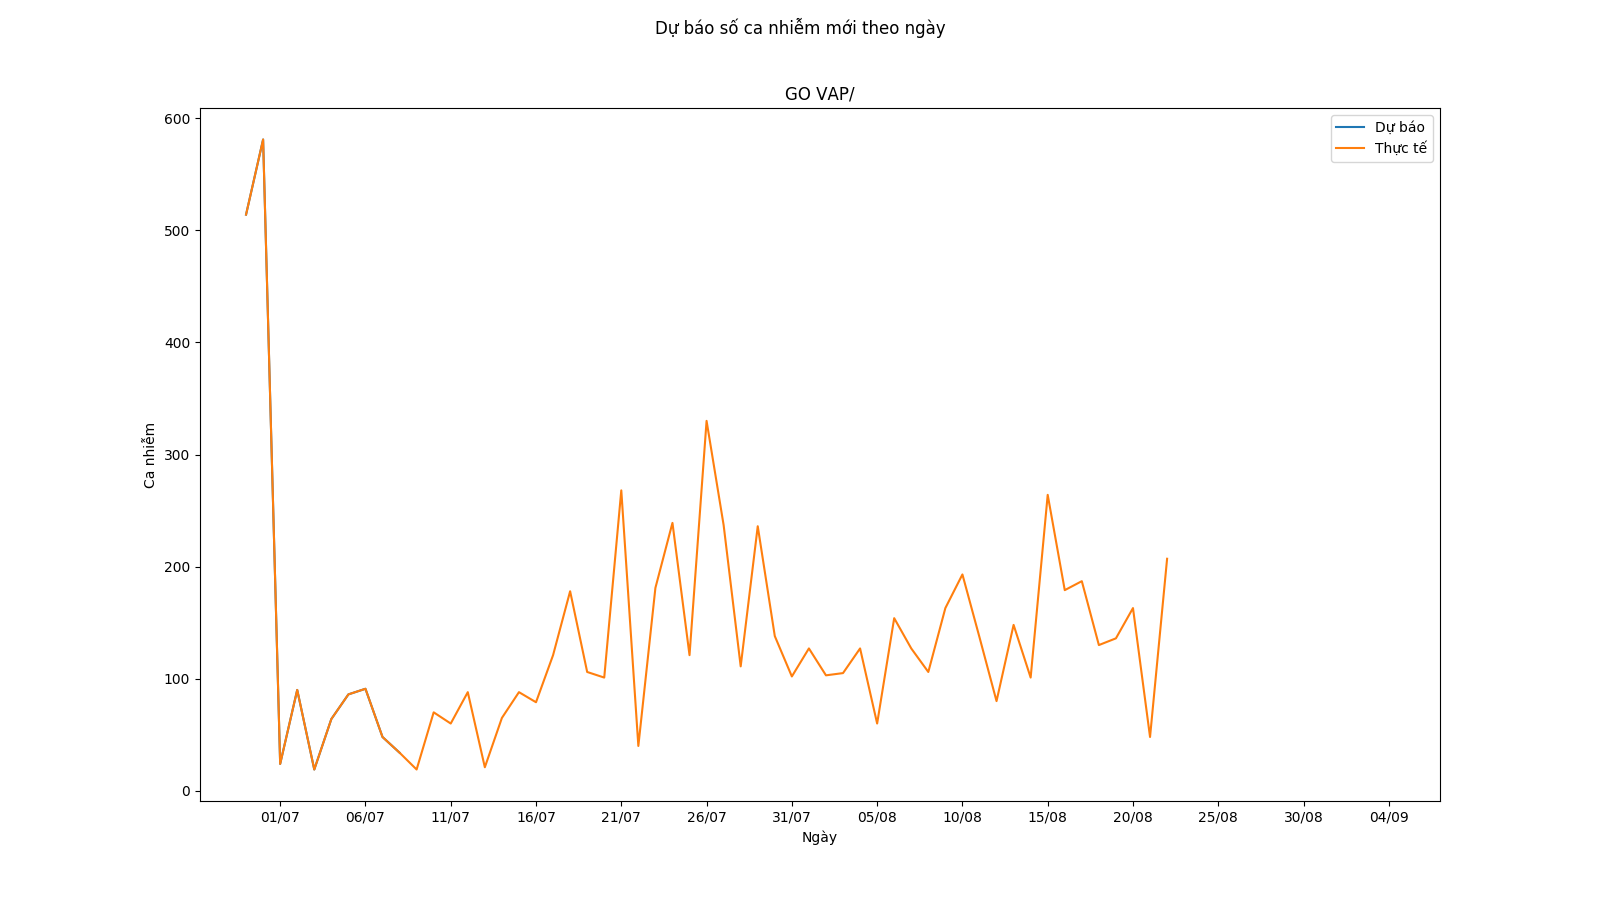 Dự báo số ca nhiễm mới theo ngày
GO VAP/
Dự báo
Thực tế
600
500
400
300
200
100
0
Ca nhiễm
01/07 06/07 11/07 16/07 21/07 26/07 31/07 05/08 10/08 15/08 20/08 25/08 30/08 04/09
Ngày